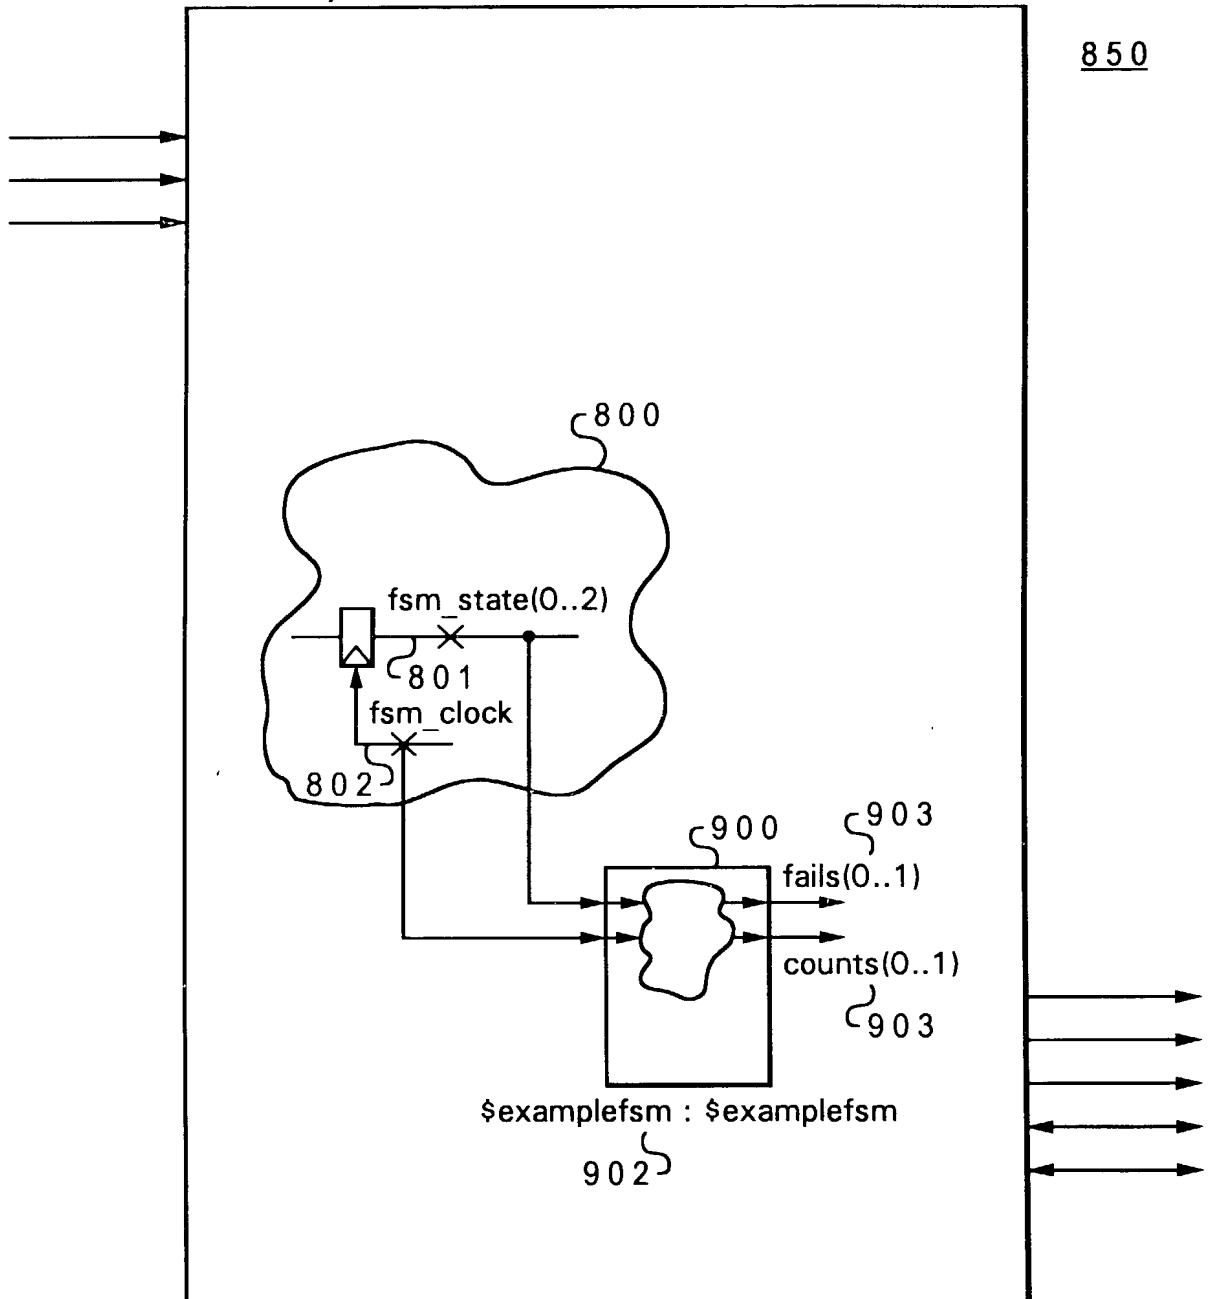 850
800
fsm_state(0..2)
801
fsm_clock
802
903
900
fails(0..1)
counts(0..1)
903
$examplefsm : $examplefsm
902